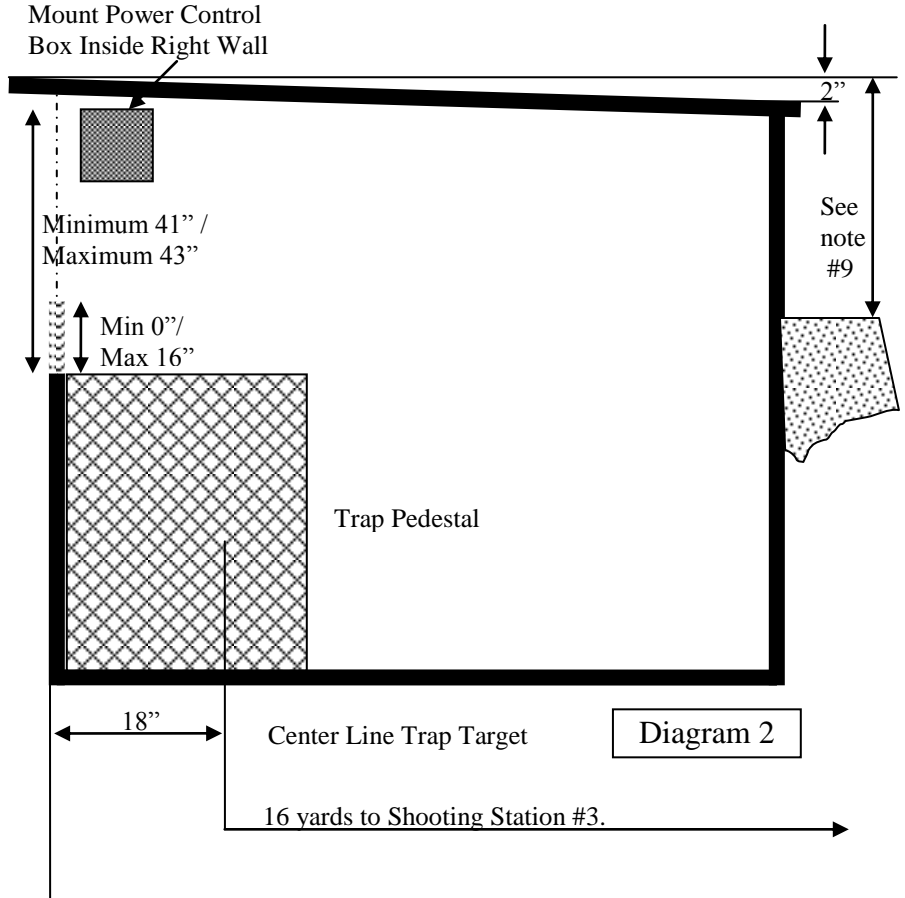 Mount Power Control
Box Inside Right Wall
2”
See
note
#9
Minimum 41” /
Maximum 43”
Min 0”/
Max 16”
Trap Pedestal
18”
Center Line Trap Target
Diagram 2
16 yards to Shooting Station #3.